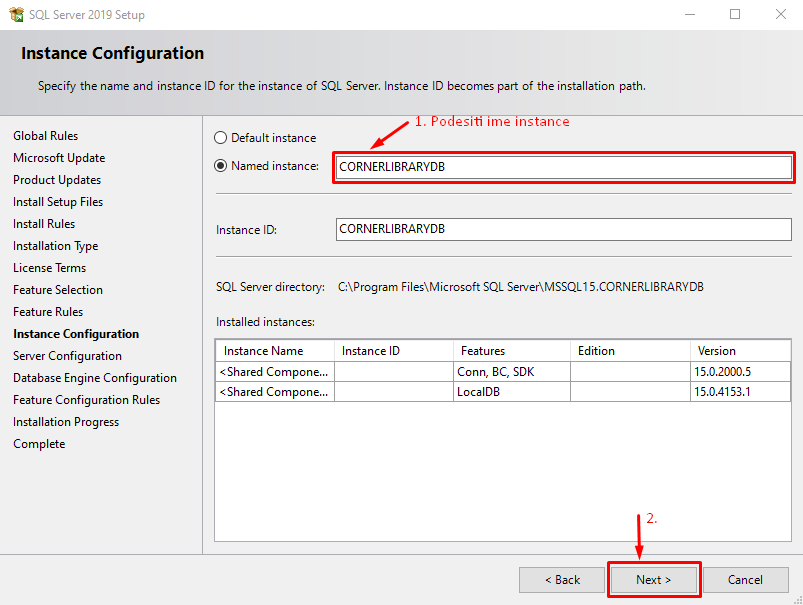 SQL Server 2019 Setup
Instance Configuration
Specify the name and instance ID for the instance of SQL Server. Instance ID becomes part of the installation path.
Global Rules
Microsoft Update
Product Updates
Install Setup Files
Install Rules
Installation Type
License Terms
Feature Selection
Feature Rules
Instance Configuration
Server Configuration
Database Engine Configuration
Feature Configuration Rules
Installation Progress
Complete
1. Podesiti ime instance
Default instance
Named instance: CORNERLIBRARYDB
Instance ID: CORNERLIBRARYDB
SQL Server directory: C:\Program Files\Microsoft SQL Server\MSSQL15.CORNERLIBRARYDB
Installed instances:
Instance Name Instance ID Features Edition Version
<Shared Compone... Conn, BC, SDK 15.0.2000.5
<Shared Compone... LocalDB 15.0.4153.1
2.
< Back Next > Cancel